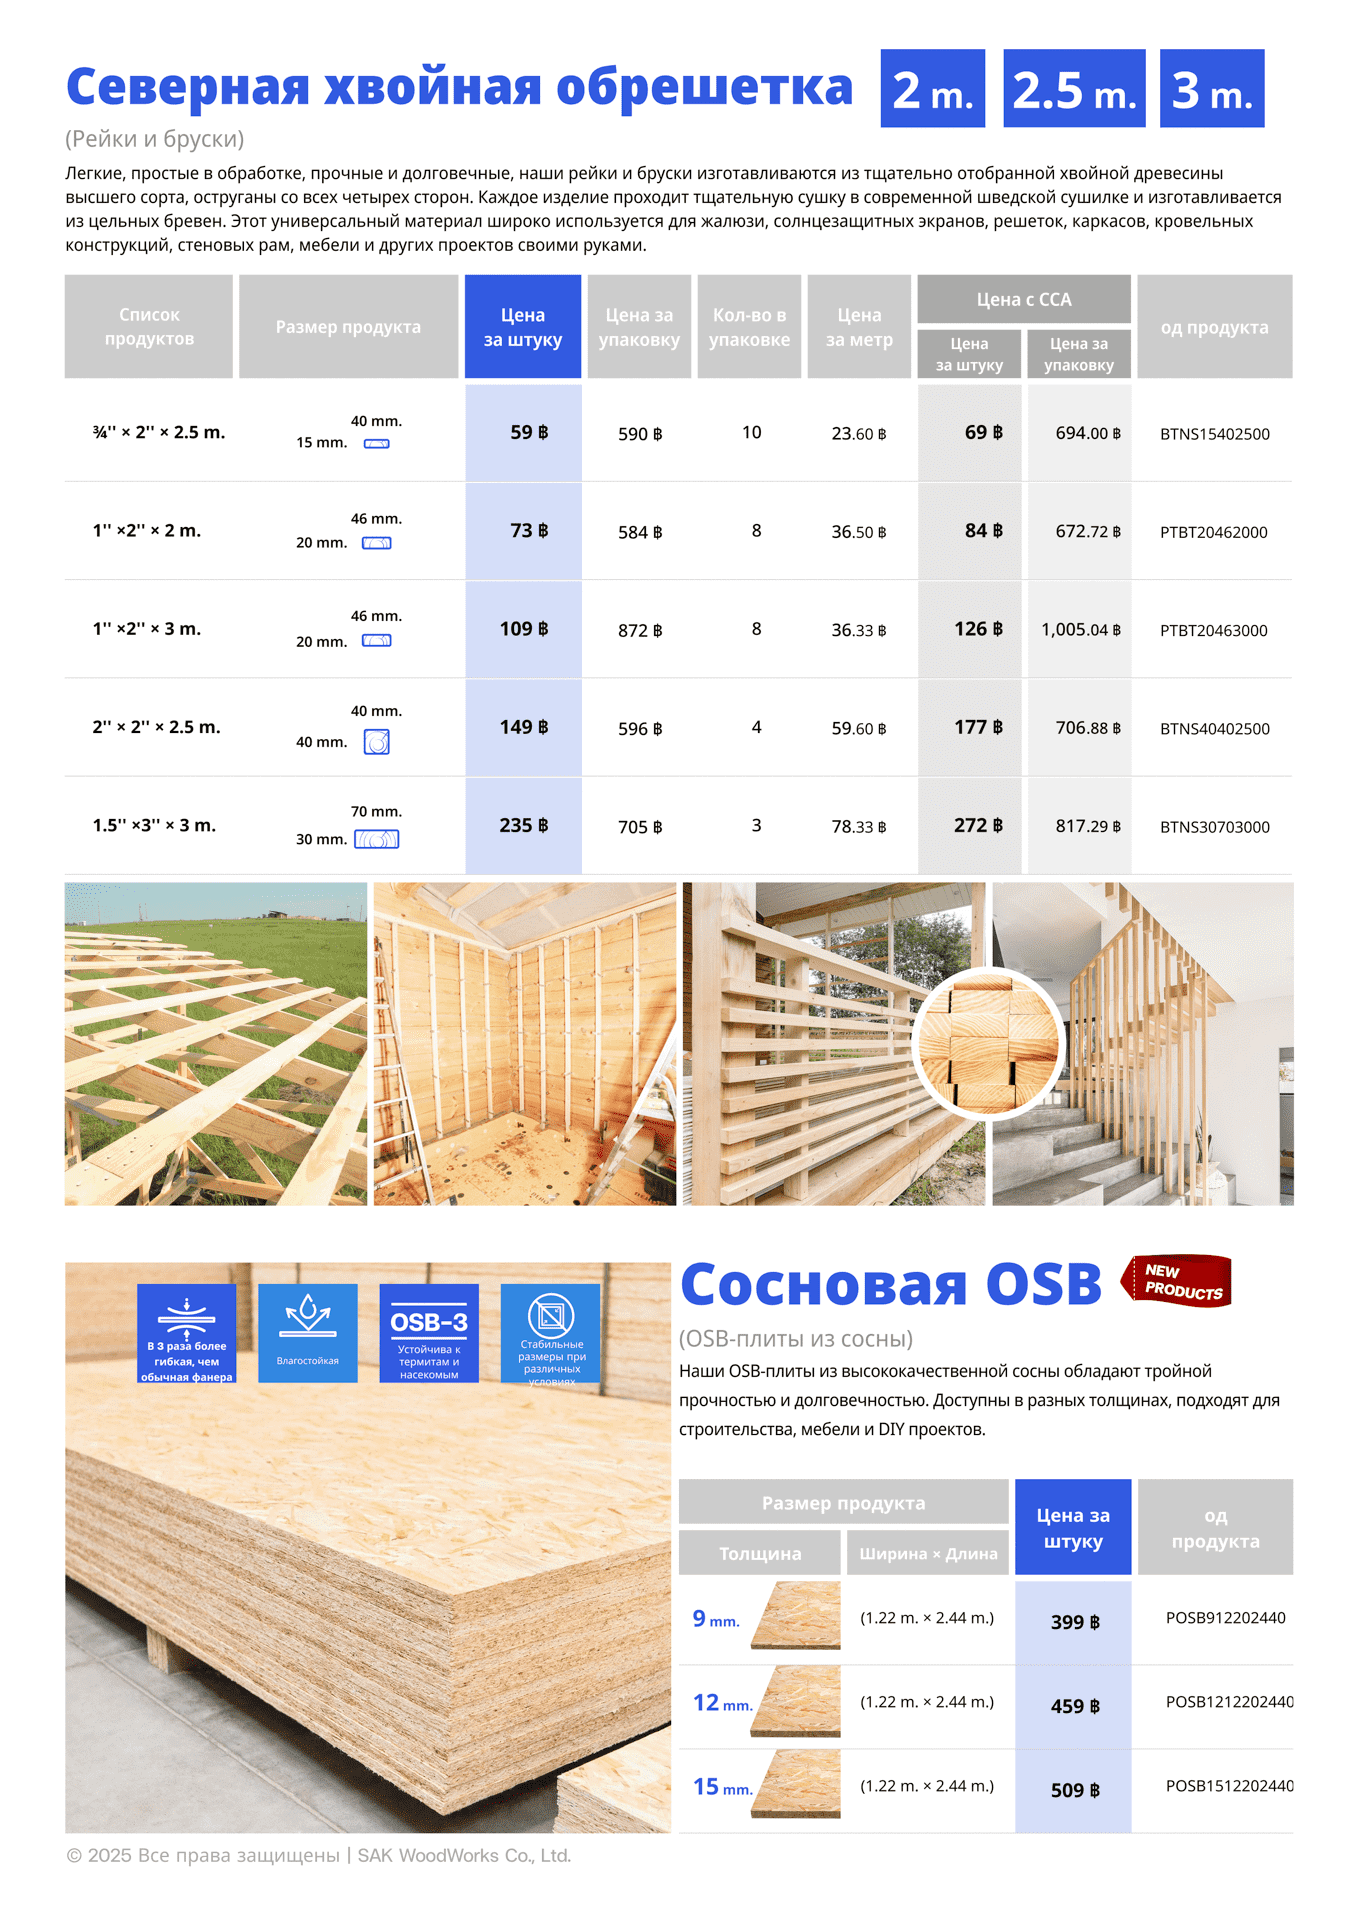 Северная хвойная обрешетка
2 m.
2.5 m.
3 m.
(Рейки и бруски)
Легкие, простые в обработке, прочные и долговечные, наши рейки и бруски изготавливаются из тщательно отобранной хвойной древесины
высшего сорта, оструганы со всех четырех сторон. Каждое изделие проходит тщательную сушку в современной шведской сушилке и изготавливается
из цельных бревен. Этот универсальный материал широко используется для жалюзи, солнцезащитных экранов, решеток, каркасов, кровельных
конструкций, стеновых рам, мебели и других проектов своими руками.
Список
продуктов
Размер продукта
Цена
за штуку
Цена за
упаковку
Кол-во в
упаковке
Цена
за метр
Цена с CCA
Цена
за штуку
Цена за
упаковку
од продукта
¾'' × 2'' × 2.5 m.
40 mm.
15 mm.
59 ฿
590 ฿
10
23.60 ฿
69 ฿
694.00 ฿
BTNS15402500
1'' ×2'' × 2 m.
46 mm.
20 mm.
73 ฿
584 ฿
8
36.50 ฿
84 ฿
672.72 ฿
PTBT20462000
1'' ×2'' × 3 m.
46 mm.
20 mm.
109 ฿
872 ฿
8
36.33 ฿
126 ฿
1,005.04 ฿
PTBT20463000
2'' × 2'' × 2.5 m.
40 mm.
40 mm.
149 ฿
596 ฿
4
59.60 ฿
177 ฿
706.88 ฿
BTNS40402500
1.5'' ×3'' × 3 m.
70 mm.
30 mm.
235 ฿
705 ฿
3
78.33 ฿
272 ฿
817.29 ฿
BTNS30703000
В 3 раза более
гибкая, чем
обычная фанера
Влагостойкая
OSB-3
Устойчива к
термитам и
насекомым
Стабильные
размеры при
различных
условиях
Сосновая OSB
NEW
PRODUCTS
(OSB-плиты из сосны)
Наши OSB-плиты из высококачественной сосны обладают тройной
прочностью и долговечностью. Доступны в разных толщинах, подходят для
строительства, мебели и DIY проектов.
Размер продукта
Толщина
Ширина × Длина
Цена за
штуку
од
продукта
9 mm.
(1.22 m. × 2.44 m.)
399 ฿
POSB912202440
12 mm.
(1.22 m. × 2.44 m.)
459 ฿
POSB1212202440
15 mm.
(1.22 m. × 2.44 m.)
509 ฿
POSB1512202440
© 2025 Все права защищены | SAK WoodWorks Co., Ltd.